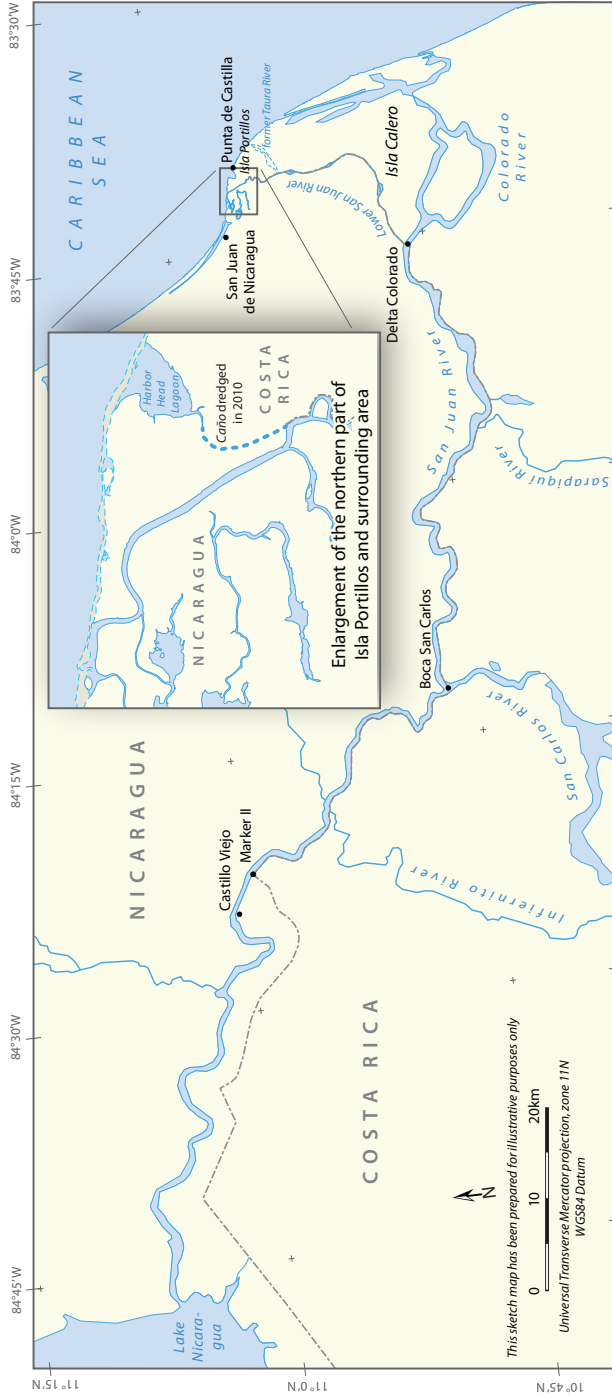 84°45'W
84°30'W
84°15'W
84°0'W
83°45'W
83°30'W
11°15'N
11°0'N
10°45'N
CARIBBEAN
SEA
NICARAGUA
COSTA RICA
Lake
Nicara-
gua
Castillo Viejo
Marker II
Infiernito River
San Carlos River
Boca San Carlos
Sarapiquí River
San Juan River
Delta Colorado
Colorado
River
Isla Calero
Lower San Juan River
former Taura River
San Juan
de Nicaragua
Punta de Castilla
Isla Portillos
Harbor
Head
Lagoon
Caño dredged
in 2010
COSTA
RICA
NICARAGUA
Enlargement of the northern part of
Isla Portillos and surrounding area
N
This sketch map has been prepared for illustrative purposes only
0 10 20km
Universal Transverse Mercator projection, zone 11N
WGS84 Datum